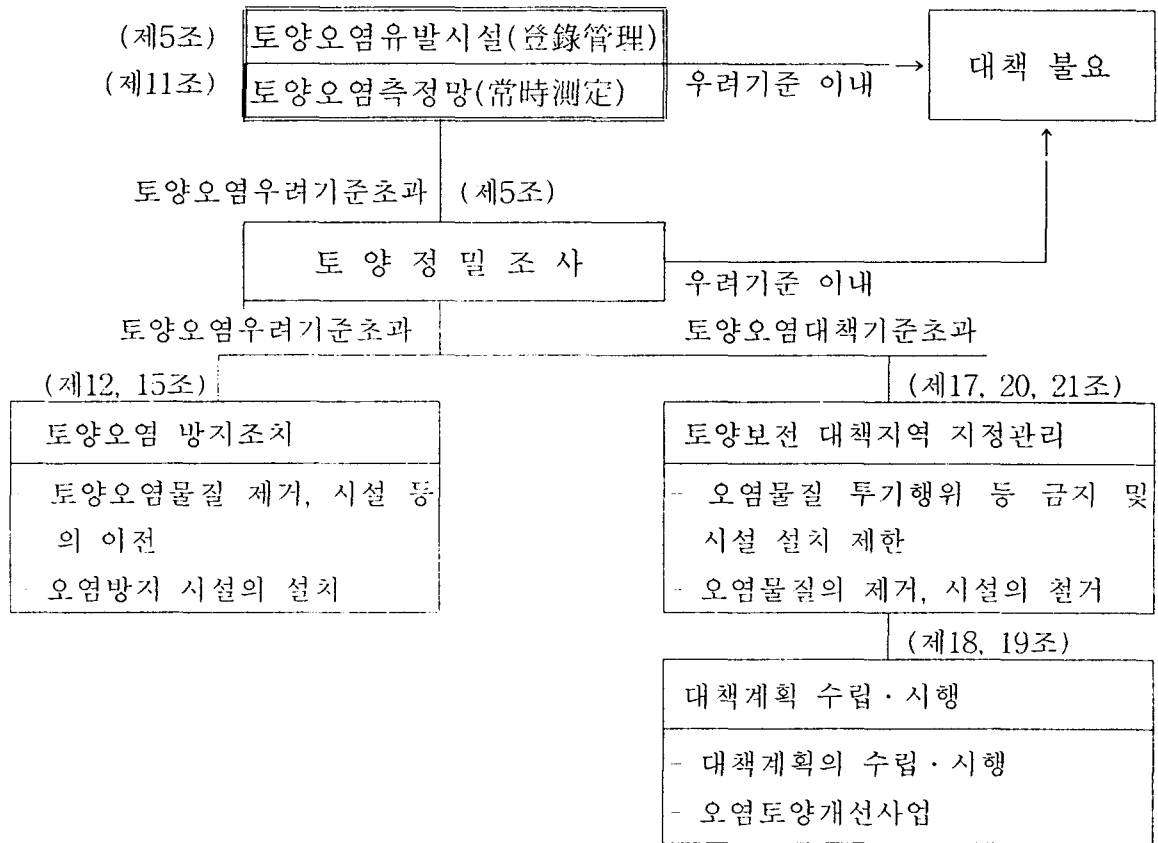 (제5조) 토양오염유발시설(登錄管理)
(제11조) 토양오염측정망(常時測定)
우려기준 이내
대책 불요
토양오염우려기준초과 (제5조)
토 양 정 밀 조 사
우려기준 이내
토양오염우려기준초과
토양오염대책기준초과
(제12, 15조)
토양오염 방지조치
- 토양오염물질 제거, 시설 등
의 이전
- 오염방지 시설의 설치
(제17, 20, 21조)
토양보전 대책지역 지정관리
- 오염물질 투기행위 등 금지 및
시설 설치 제한
- 오염물질의 제거, 시설의 철거
(제18, 19조)
대책계획 수립·시행
- 대책계획의 수립·시행
- 오염토양개선사업